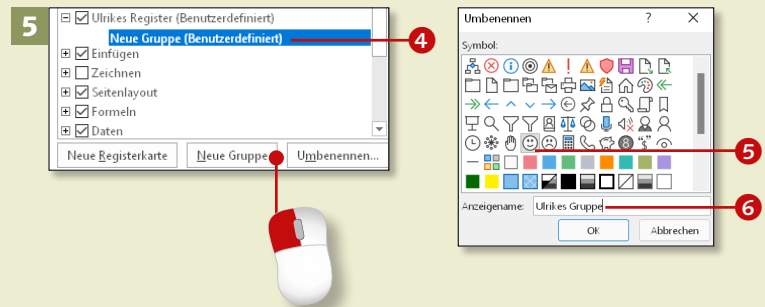 5
Ulrikes Register (Benutzerdefiniert)
Neue Gruppe (Benutzerdefiniert)
4
Einfügen
Zeichnen
Seitenlayout
Formeln
Daten
Neue Registerkarte
Neue Gruppe
Umbenennen...
Umbenennen ? X
Symbol:
5
Anzeigename: Ulrikes Gruppe
6
OK
Abbrechen